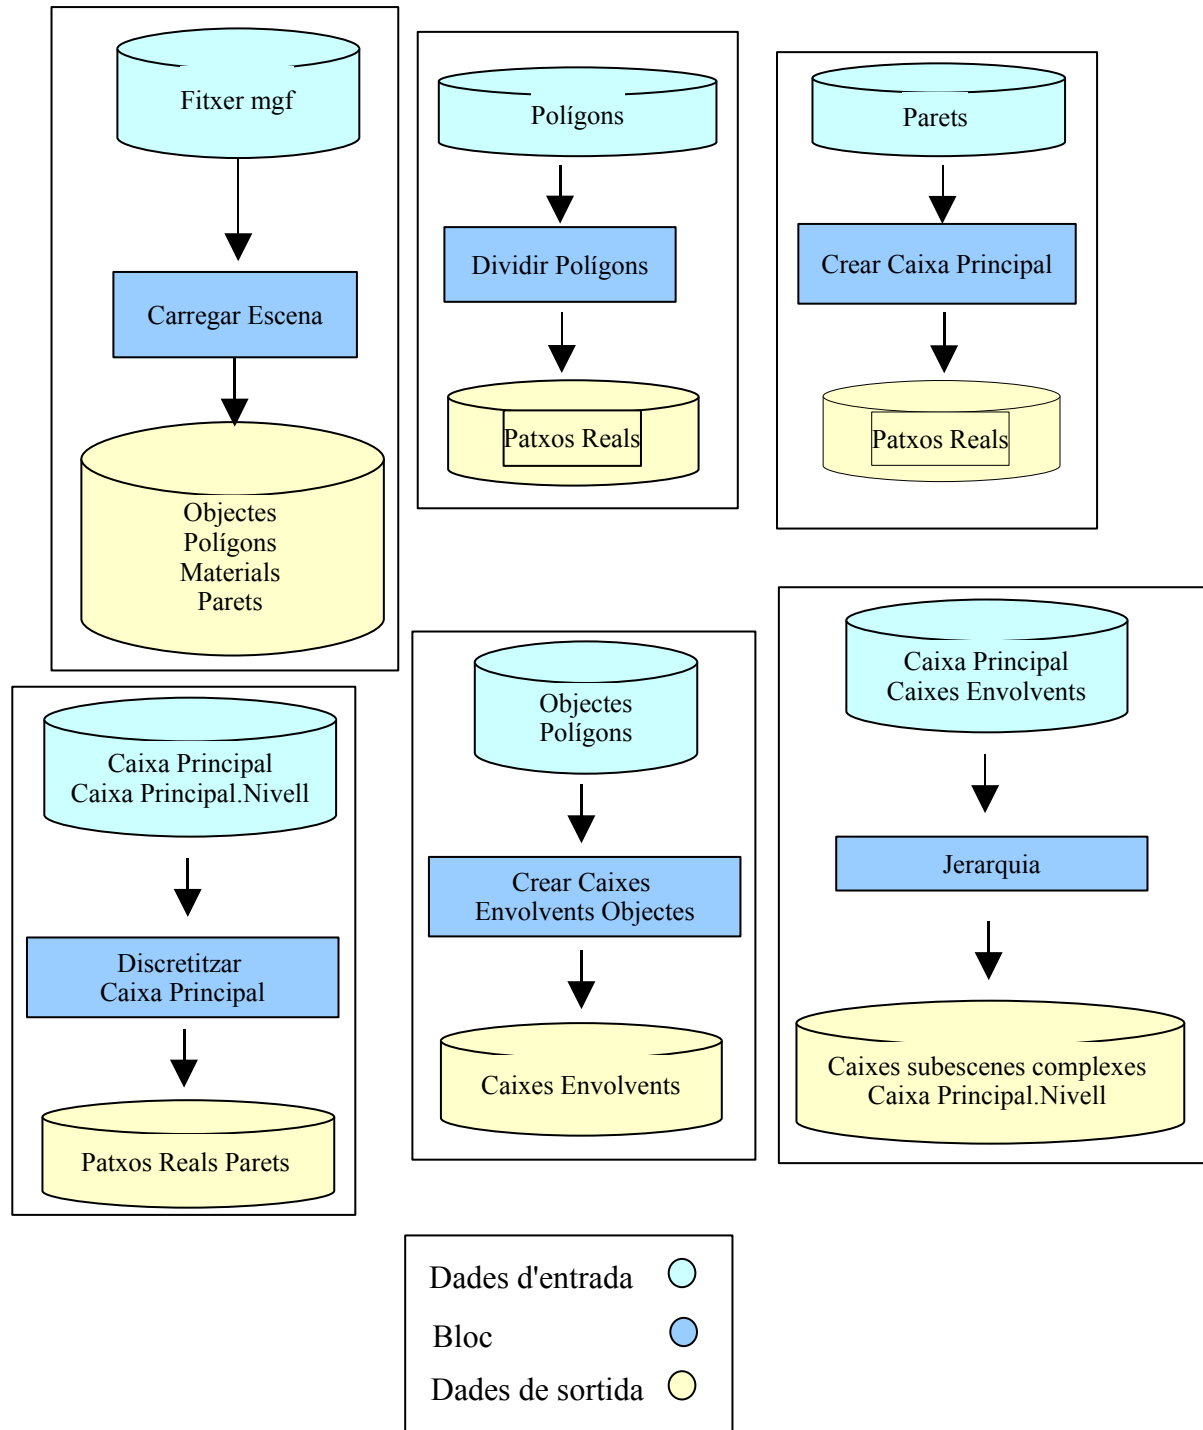 Fitxer mgf
Carregar Escena
Objectes
Polígons
Materials
Parets
Polígons
Dividir Polígons
Patxos Reals
Parets
Crear Caixa Principal
Patxos Reals
Caixa Principal
Caixa Principal.Nivell
Discretitzar
Caixa Principal
Patxos Reals Parets
Objectes
Polígons
Crear Caixes
Envolvents Objectes
Caixes Envolvents
Caixa Principal
Caixes Envolvents
Jerarquia
Caixes subescenes complexes
Caixa Principal.Nivell
Dades d'entrada
Bloc
Dades de sortida